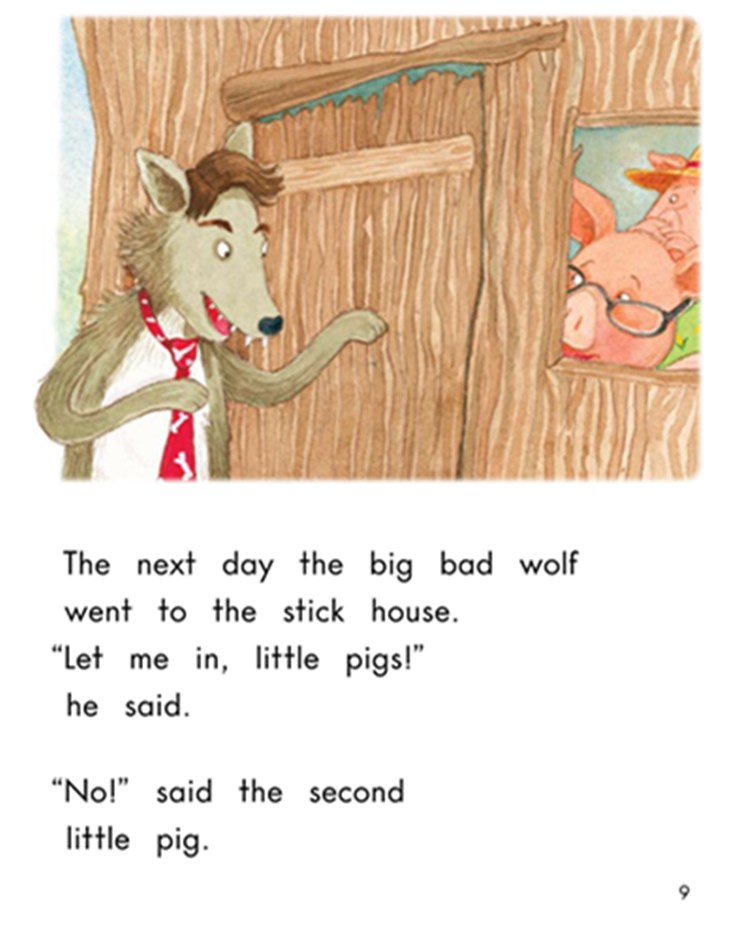 The next day the big bad wolf
went to the stick house.
“Let me in, little pigs!”
he said.
“No!” said the second
little pig.
9